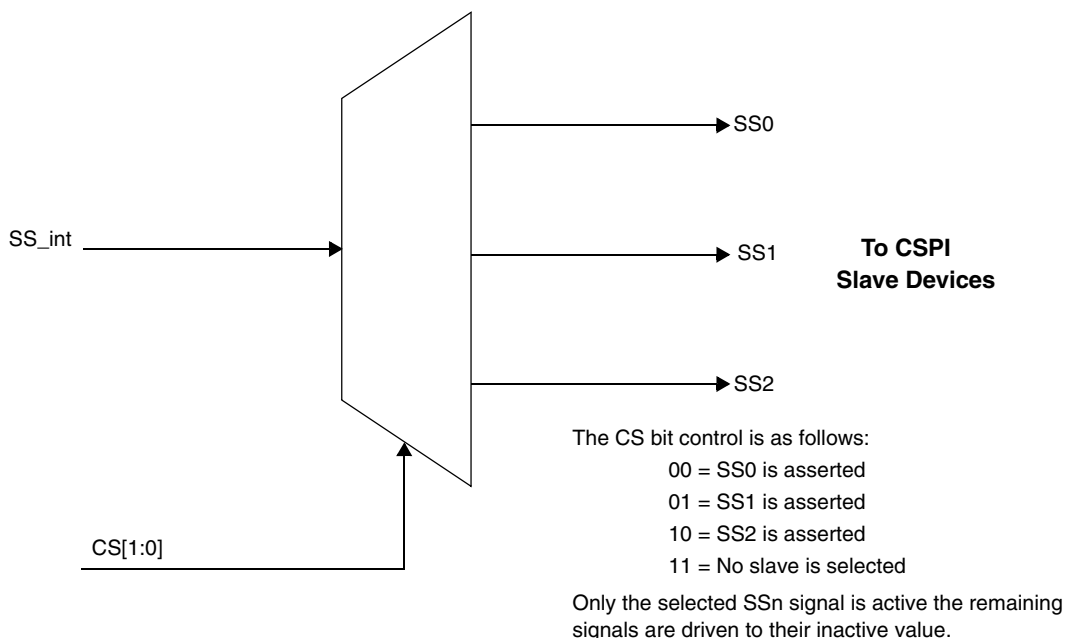 SS0
SS_int
SS1
To CSPI
Slave Devices
SS2
The CS bit control is as follows:
00 = SS0 is asserted
01 = SS1 is asserted
10 = SS2 is asserted
11 = No slave is selected
CS[1:0]
Only the selected SSn signal is active the remaining
signals are driven to their inactive value.